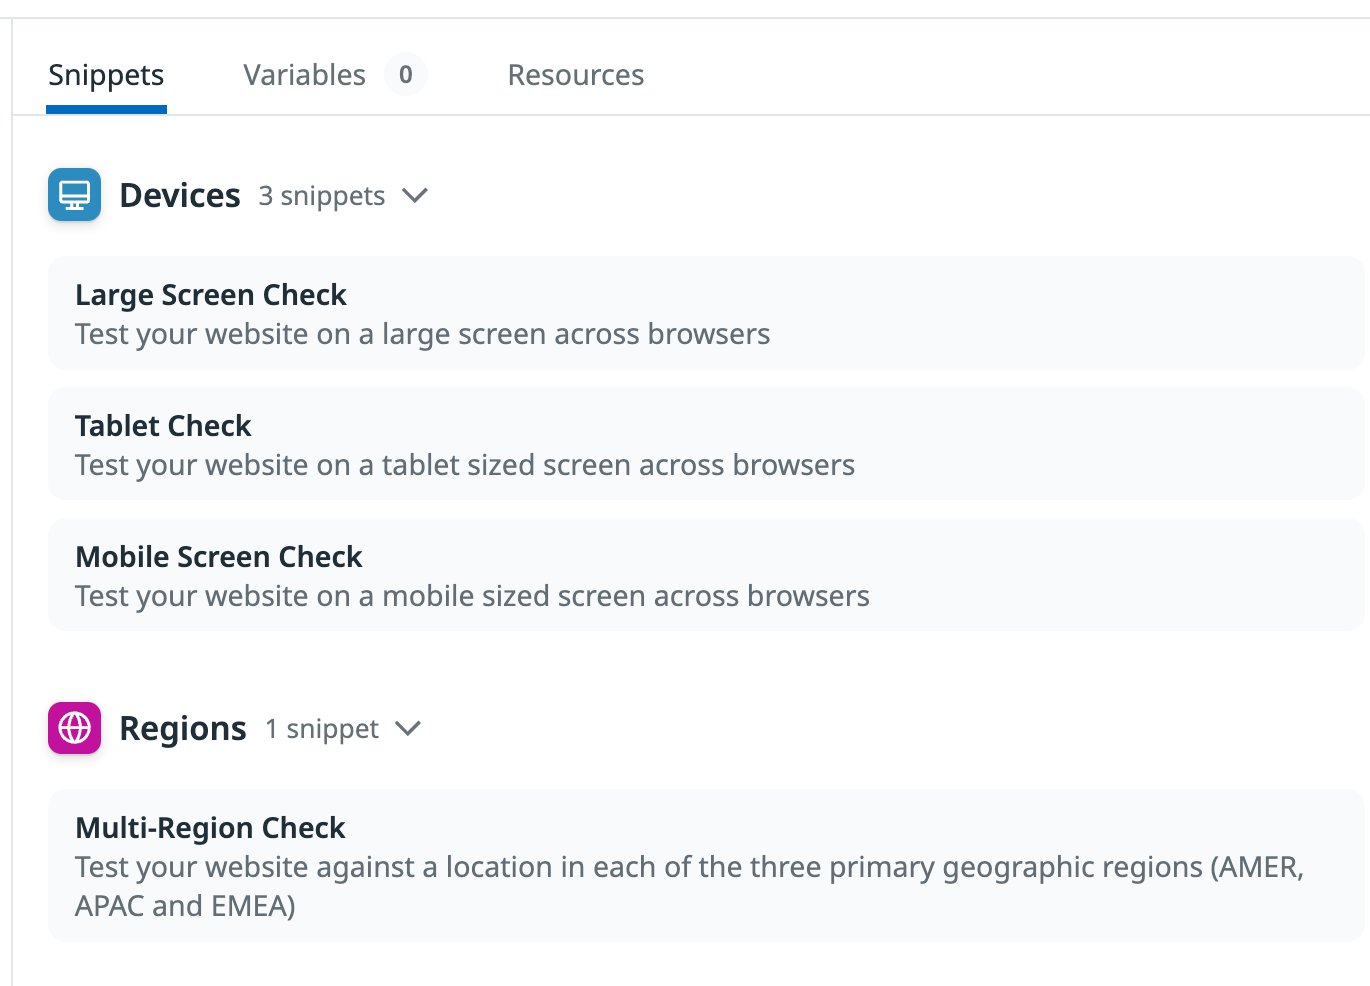 Snippets Variables 0 Resources
Devices 3 snippets
Large Screen Check
Test your website on a large screen across browsers
Tablet Check
Test your website on a tablet sized screen across browsers
Mobile Screen Check
Test your website on a mobile sized screen across browsers
Regions 1 snippet
Multi-Region Check
Test your website against a location in each of the three primary geographic regions (AMER,
APAC and EMEA)